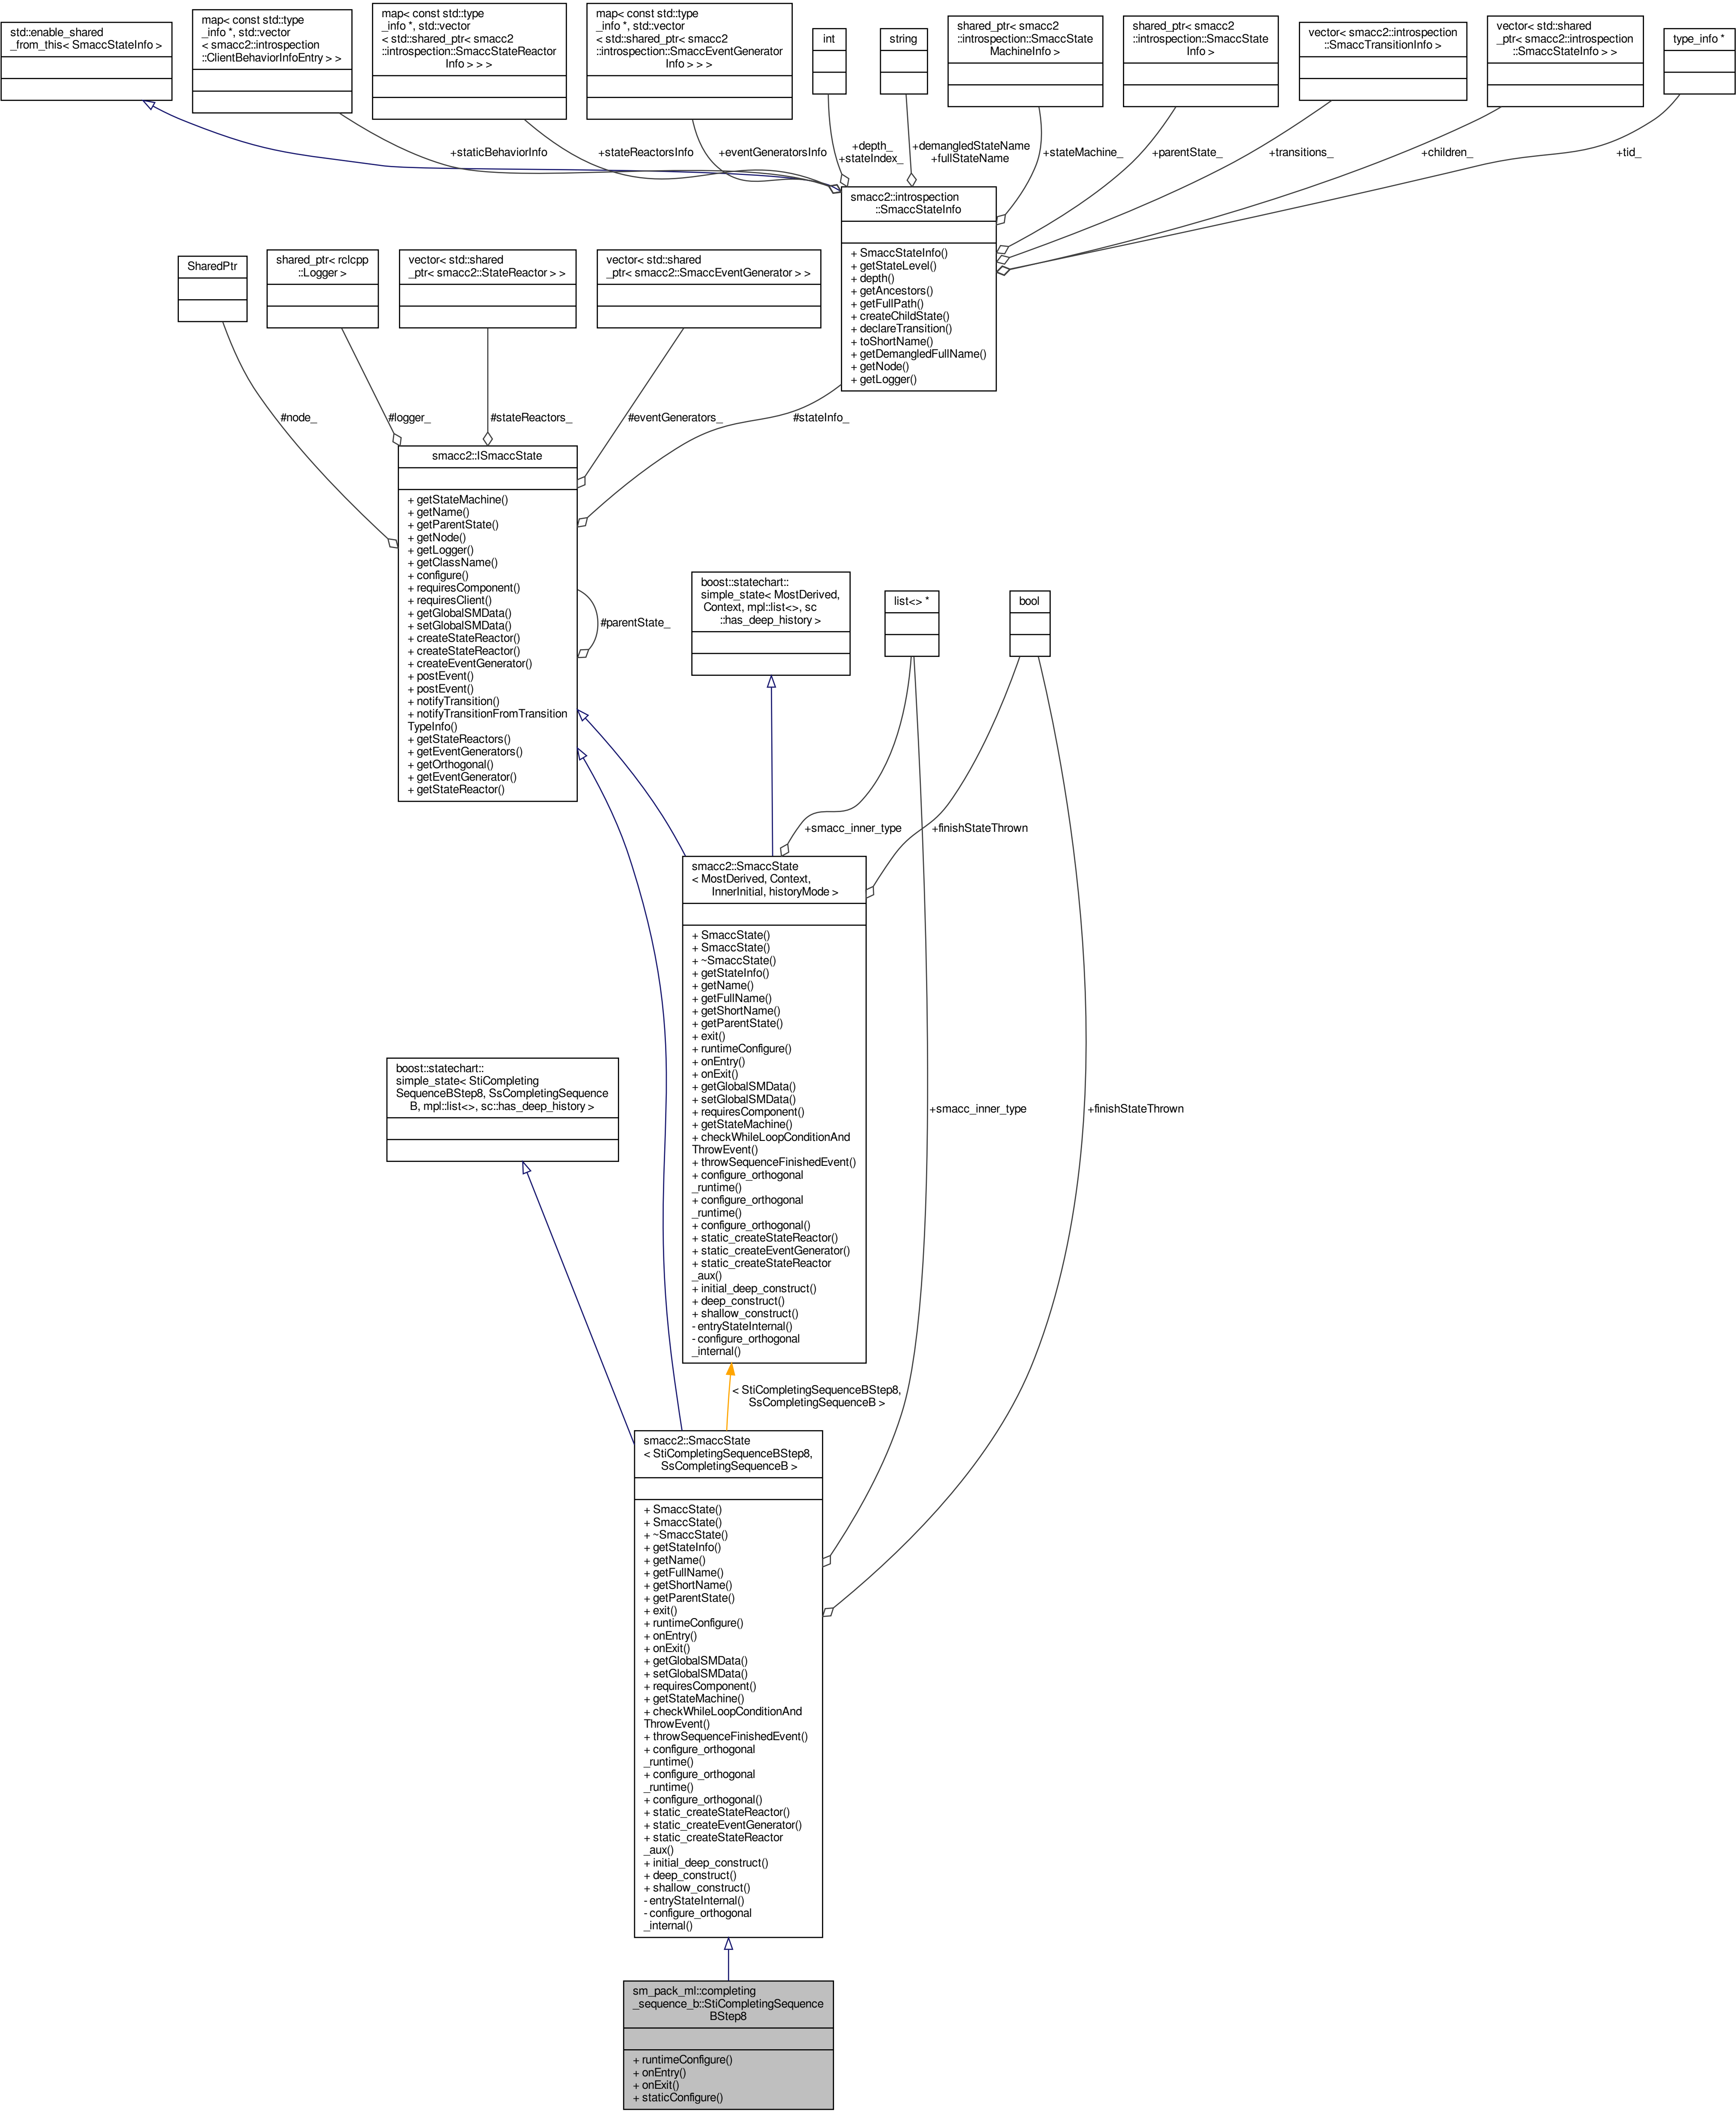 std::enable_shared
_from_this< SmaccStateInfo >
map< const std::type
_info *, std::vector
< smacc2::introspection
::ClientBehaviorInfoEntry > >
map< const std::type
_info *, std::vector
< std::shared_ptr< smacc2
::introspection::SmaccStateReactor
Info > > >
map< const std::type
_info *, std::vector
< std::shared_ptr< smacc2
::introspection::SmaccEventGenerator
Info > > >
int
string
shared_ptr< smacc2
::introspection::SmaccState
MachineInfo >
shared_ptr< smacc2
::introspection::SmaccState
Info >
vector< smacc2::introspection
::SmaccTransitionInfo >
vector< std::shared
_ptr< smacc2::introspection
::SmaccStateInfo > >
type_info *
+staticBehaviorInfo
+stateReactorsInfo
+eventGeneratorsInfo
+depth_
+stateIndex_
+demangledStateName
+fullStateName
+stateMachine_
+parentState_
+transitions_
+children_
+tid_
smacc2::introspection
::SmaccStateInfo
+ SmaccStateInfo()
+ getStateLevel()
+ depth()
+ getAncestors()
+ getFullPath()
+ createChildState()
+ declareTransition()
+ toShortName()
+ getDemangledFullName()
+ getNode()
+ getLogger()
SharedPtr
shared_ptr< rclcpp
::Logger >
vector< std::shared
_ptr< smacc2::StateReactor > >
vector< std::shared
_ptr< smacc2::SmaccEventGenerator > >
#node_
#logger_
#stateReactors_
#eventGenerators_
#stateInfo_
smacc2::ISmaccState
+ getStateMachine()
+ getName()
+ getParentState()
+ getNode()
+ getLogger()
+ getClassName()
+ configure()
+ requiresComponent()
+ requiresClient()
+ getGlobalSMData()
+ setGlobalSMData()
+ createStateReactor()
+ createStateReactor()
+ createEventGenerator()
+ postEvent()
+ postEvent()
+ notifyTransition()
+ notifyTransitionFromTransition
TypeInfo()
+ getStateReactors()
+ getEventGenerators()
+ getOrthogonal()
+ getEventGenerator()
+ getStateReactor()
#parentState_
boost::statechart::
simple_state< MostDerived,
Context, mpl::list<>, sc
::has_deep_history >
list<> *
bool
+smacc_inner_type
+finishStateThrown
smacc2::SmaccState
< MostDerived, Context,
InnerInitial, historyMode >
+ SmaccState()
+ SmaccState()
+ ~SmaccState()
+ getStateInfo()
+ getName()
+ getFullName()
+ getShortName()
+ getParentState()
+ exit()
+ runtimeConfigure()
+ onEntry()
+ onExit()
+ getGlobalSMData()
+ setGlobalSMData()
+ requiresComponent()
+ getStateMachine()
+ checkWhileLoopConditionAnd
ThrowEvent()
+ throwSequenceFinishedEvent()
+ configure_orthogonal
_runtime()
+ configure_orthogonal
_runtime()
+ configure_orthogonal()
+ static_createStateReactor()
+ static_createEventGenerator()
+ static_createStateReactor
_aux()
+ initial_deep_construct()
+ deep_construct()
+ shallow_construct()
- entryStateInternal()
- configure_orthogonal
_internal()
boost::statechart::
simple_state< StiCompleting
SequenceBStep8, SsCompletingSequence
B, mpl::list<>, sc::has_deep_history >
+smacc_inner_type
+finishStateThrown
< StiCompletingSequenceBStep8,
SsCompletingSequenceB >
smacc2::SmaccState
< StiCompletingSequenceBStep8,
SsCompletingSequenceB >
+ SmaccState()
+ SmaccState()
+ ~SmaccState()
+ getStateInfo()
+ getName()
+ getFullName()
+ getShortName()
+ getParentState()
+ exit()
+ runtimeConfigure()
+ onEntry()
+ onExit()
+ getGlobalSMData()
+ setGlobalSMData()
+ requiresComponent()
+ getStateMachine()
+ checkWhileLoopConditionAnd
ThrowEvent()
+ throwSequenceFinishedEvent()
+ configure_orthogonal
_runtime()
+ configure_orthogonal
_runtime()
+ configure_orthogonal()
+ static_createStateReactor()
+ static_createEventGenerator()
+ static_createStateReactor
_aux()
+ initial_deep_construct()
+ deep_construct()
+ shallow_construct()
- entryStateInternal()
- configure_orthogonal
_internal()
sm_pack_ml::completing
_sequence_b::StiCompletingSequence
BStep8
+ runtimeConfigure()
+ onEntry()
+ onExit()
+ staticConfigure()